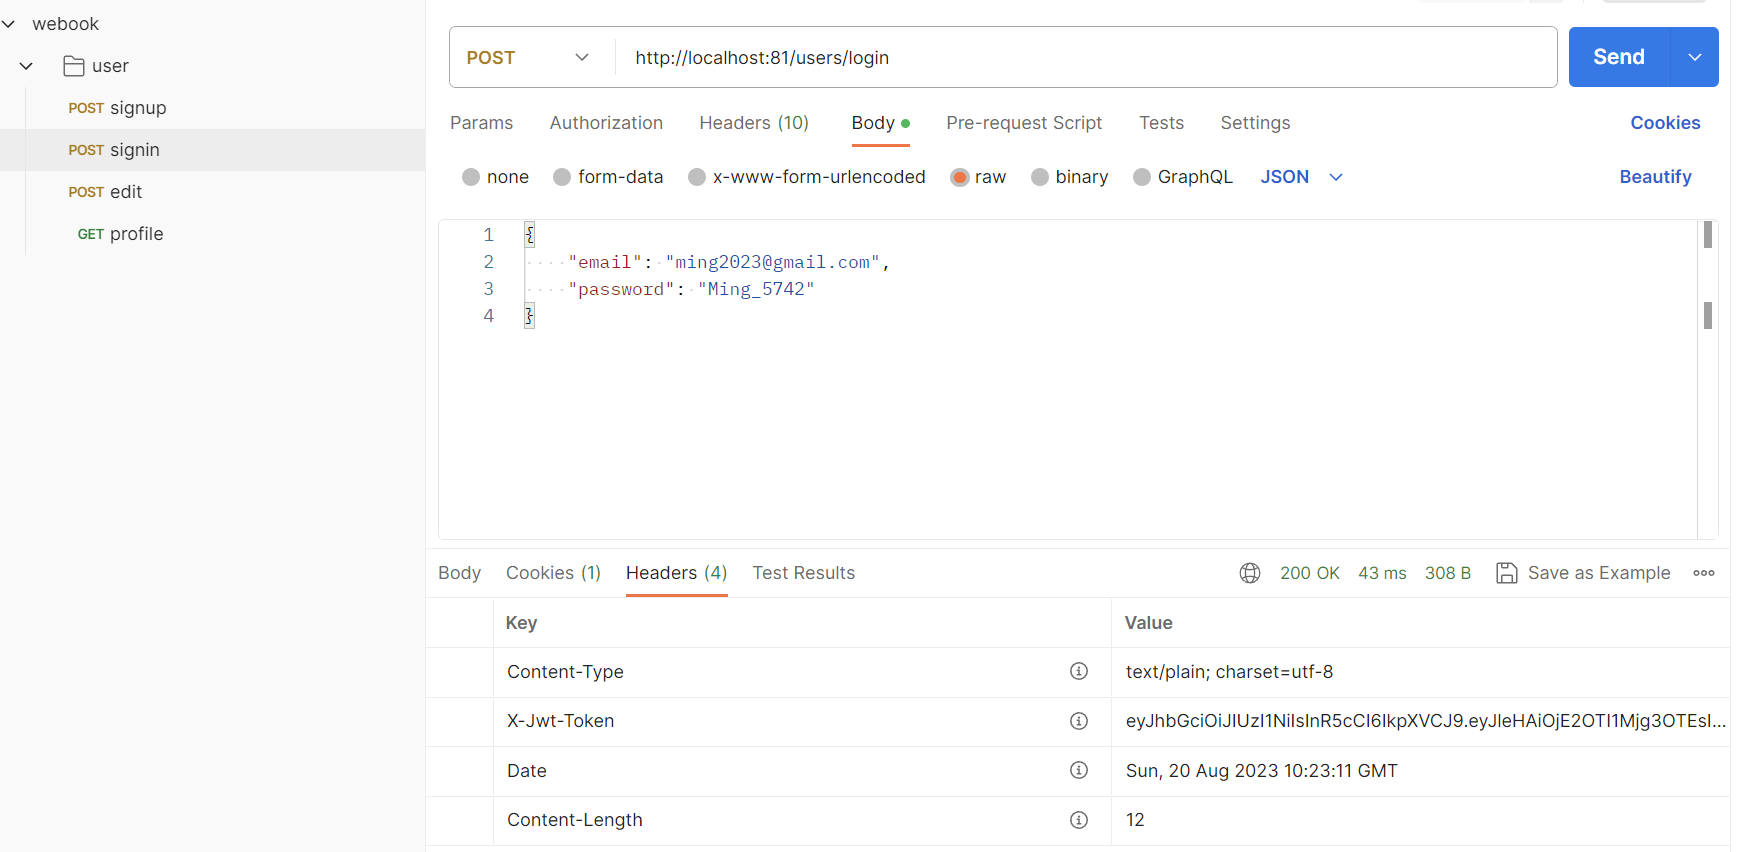 webook
user
POST signup
POST signin
POST edit
GET profile
POST http://localhost:81/users/login Send
Params Authorization Headers (10) Body Pre-request Script Tests Settings Cookies
none form-data x-www-form-urlencoded raw binary GraphQL JSON Beautify
1 {
2 "email": "ming2023@gmail.com",
3 "password": "Ming_5742"
4 }
Body Cookies (1) Headers (4) Test Results 200 OK 43 ms 308 B Save as Example
Key Value
Content-Type text/plain; charset=utf-8
X-Jwt-Token eyJhbGciOiJIUzI1NiIsInR5cCI6IkpXVCJ9.eyJleHAiOjE2OTI1Mjg3OTEsI...
Date Sun, 20 Aug 2023 10:23:11 GMT
Content-Length 12